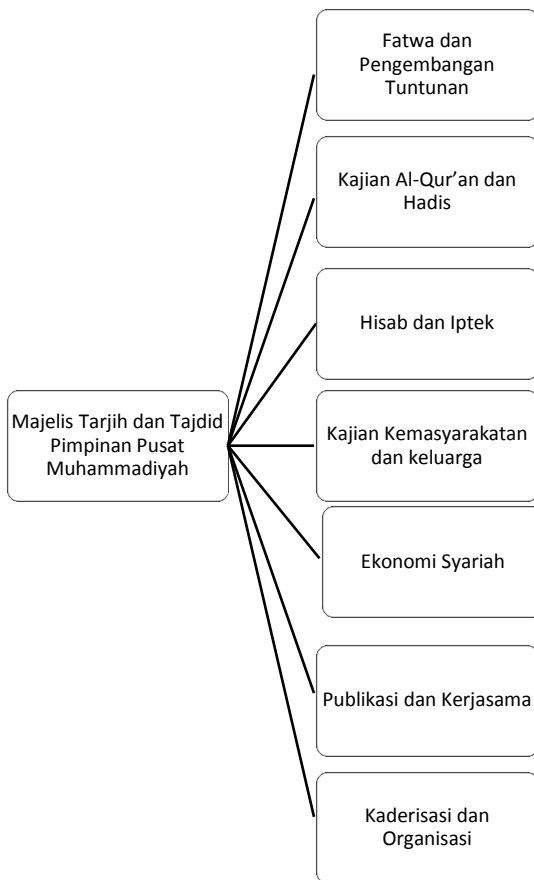 Fatwa dan
Pengembangan
Tuntunan
Kajian Al-Qur’an dan
Hadis
Hisab dan Iptek
Majelis Tarjih dan Tajdid
Pimpinan Pusat
Muhammadiyah
Kajian Kemasyarakatan
dan keluarga
Ekonomi Syariah
Publikasi dan Kerjasama
Kaderisasi dan
Organisasi